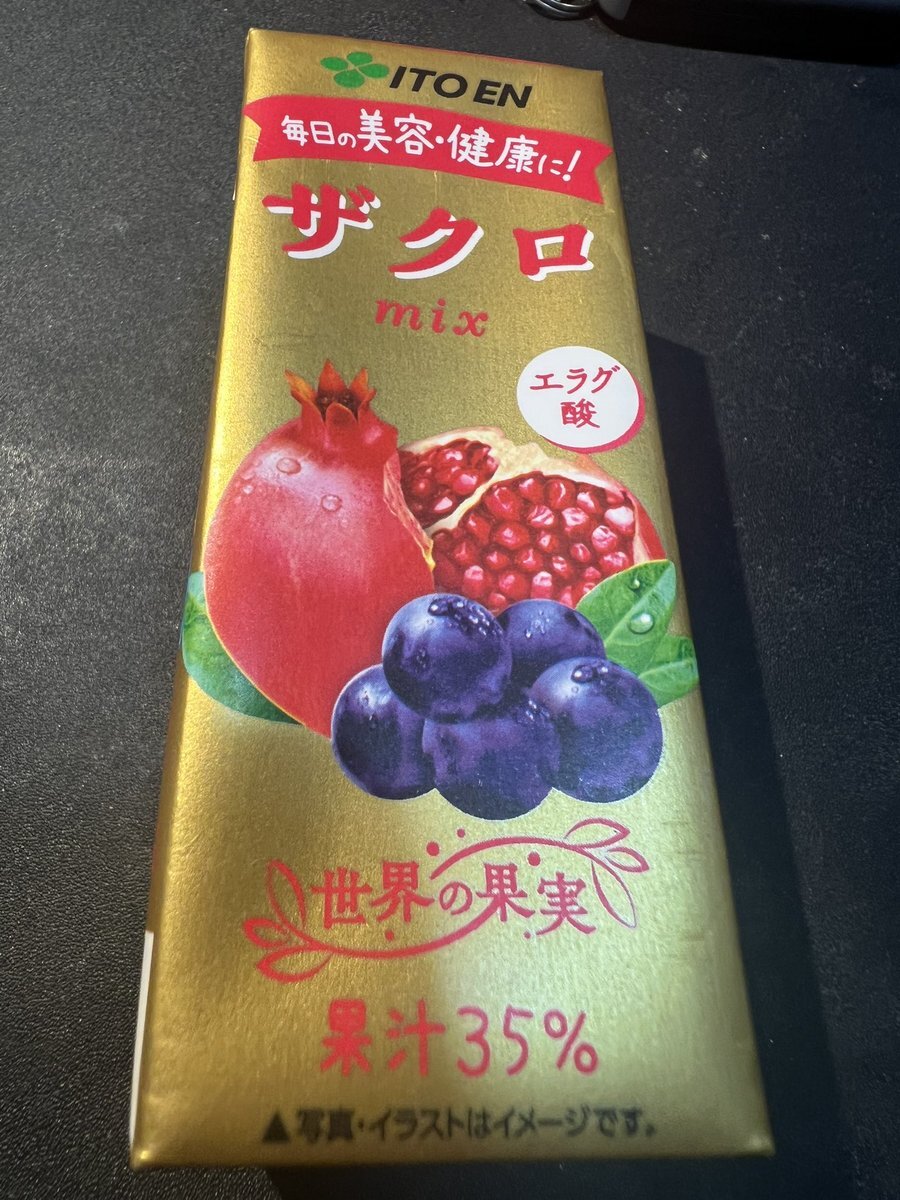 ITO EN
毎日の美容・健康に!
ザクロ
mix
エラグ
酸
世界の果実
果汁35%
▲写真・イラストはイメージです。